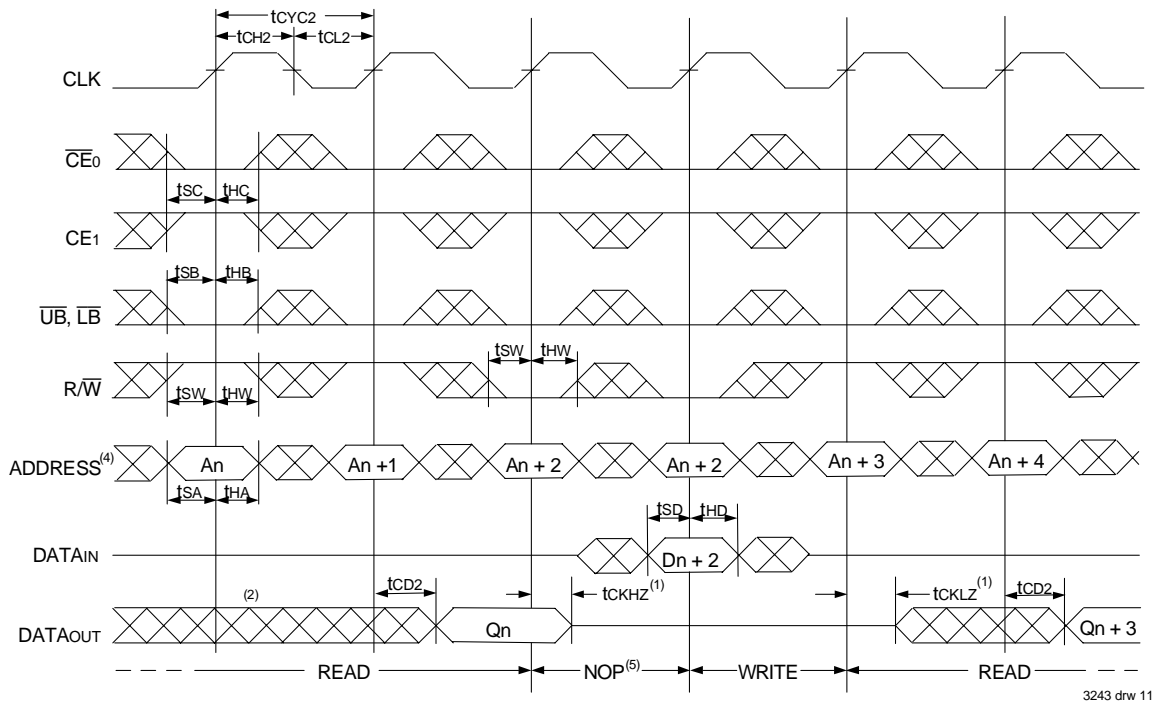 tCYC2
tCH2 tCL2
CLK
CE0
tSC tHC
CE1
tSB tHB
UB, LB
tSW tHW
R/W
tSW tHW
ADDRESS(4) An An +1 An + 2 An + 2 An + 3 An + 4
tSA tHA
tSD tHD
DATAIN Dn + 2
(2) tCD2 tCKHZ(1) tCKLZ(1) tCD2
DATAOUT Qn Qn + 3
READ NOP(5) WRITE READ
3243 drw 11